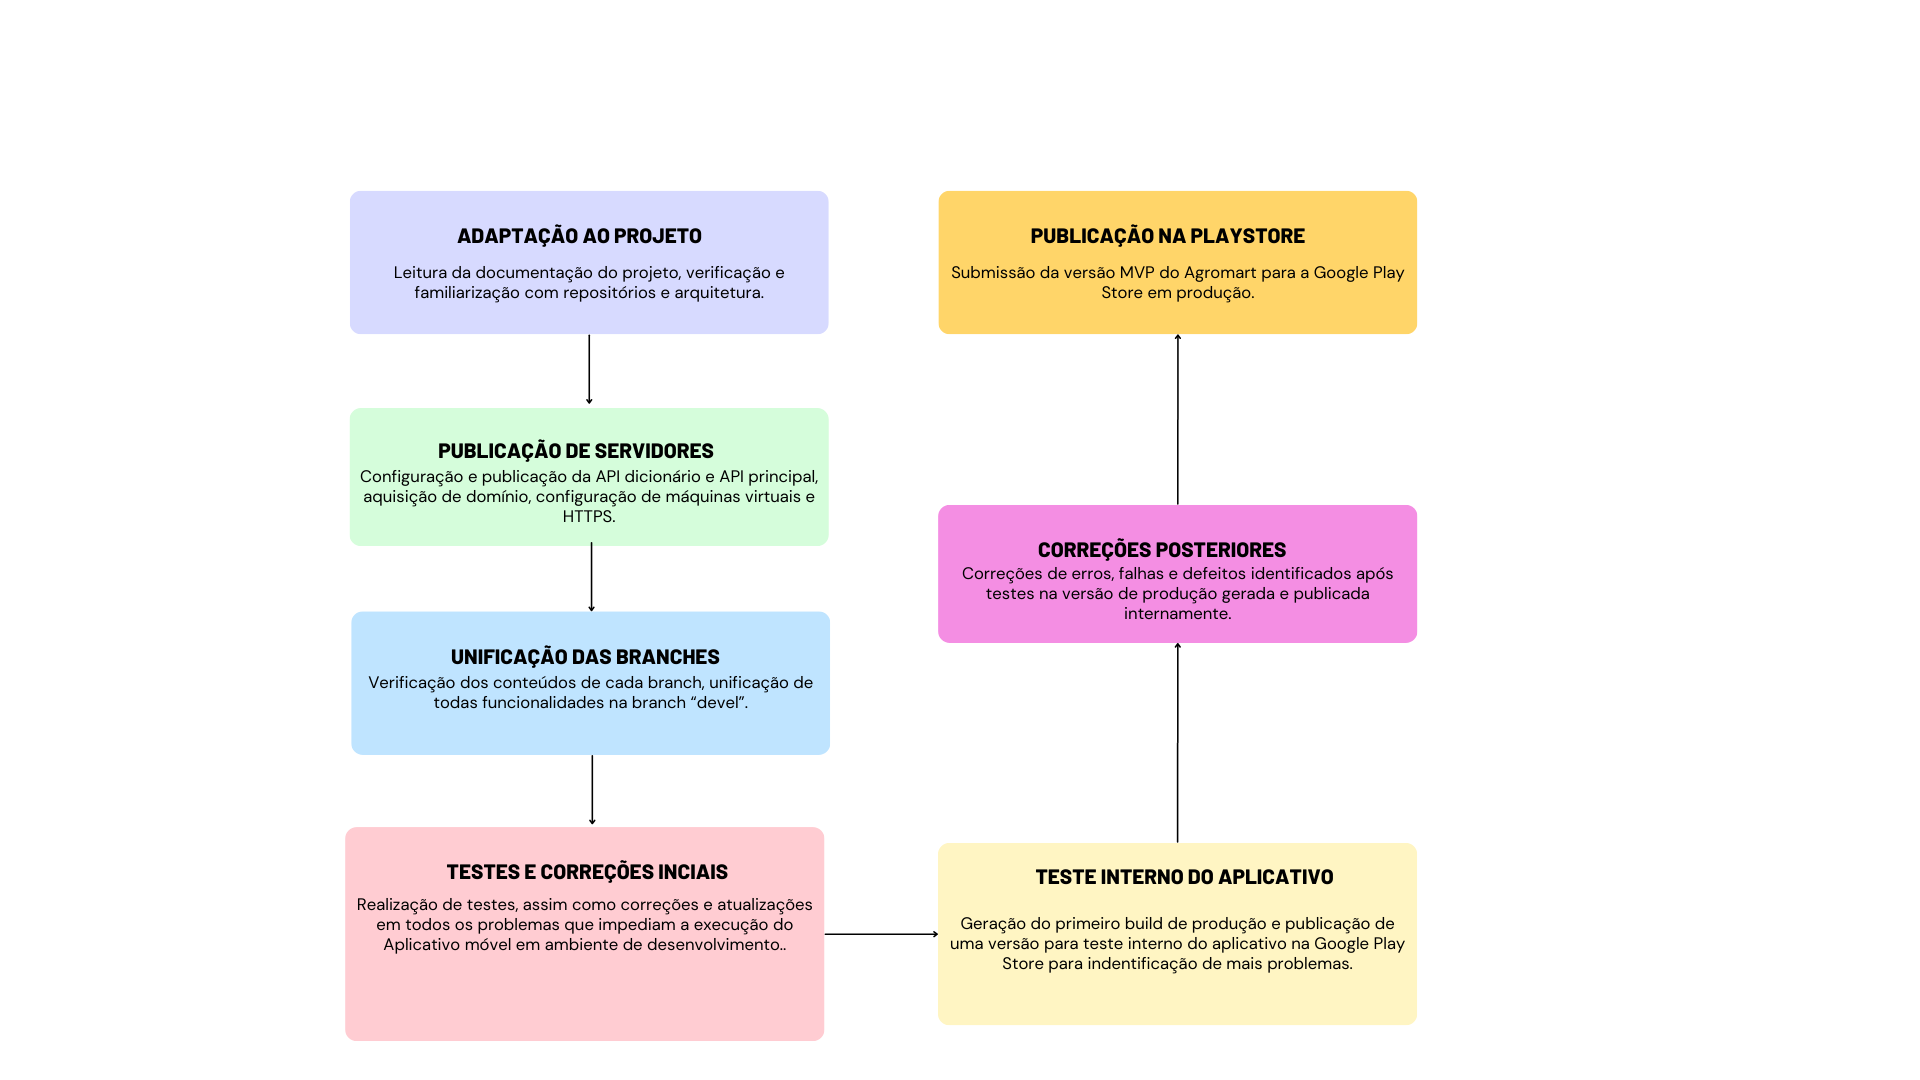 ADAPTAÇÃO AO PROJETO
Leitura da documentação do projeto, verificação e
familiarização com repositórios e arquitetura.
PUBLICAÇÃO DE SERVIDORES
Configuração e publicação da API dicionário e API principal,
aquisição de domínio, configuração de máquinas virtuais e
HTTPS.
UNIFICAÇÃO DAS BRANCHES
Verificação dos conteúdos de cada branch, unificação de
todas funcionalidades na branch “devel”.
TESTES E CORREÇÕES INCIAIS
Realização de testes, assim como correções e atualizações
em todos os problemas que impediam a execução do
Aplicativo móvel em ambiente de desenvolvimento..
TESTE INTERNO DO APLICATIVO
Geração do primeiro build de produção e publicação de
uma versão para teste interno do aplicativo na Google Play
Store para indentificação de mais problemas.
CORREÇÕES POSTERIORES
Correções de erros, falhas e defeitos identificados após
testes na versão de produção gerada e publicada
internamente.
PUBLICAÇÃO NA PLAYSTORE
Submissão da versão MVP do Agromart para a Google Play
Store em produção.